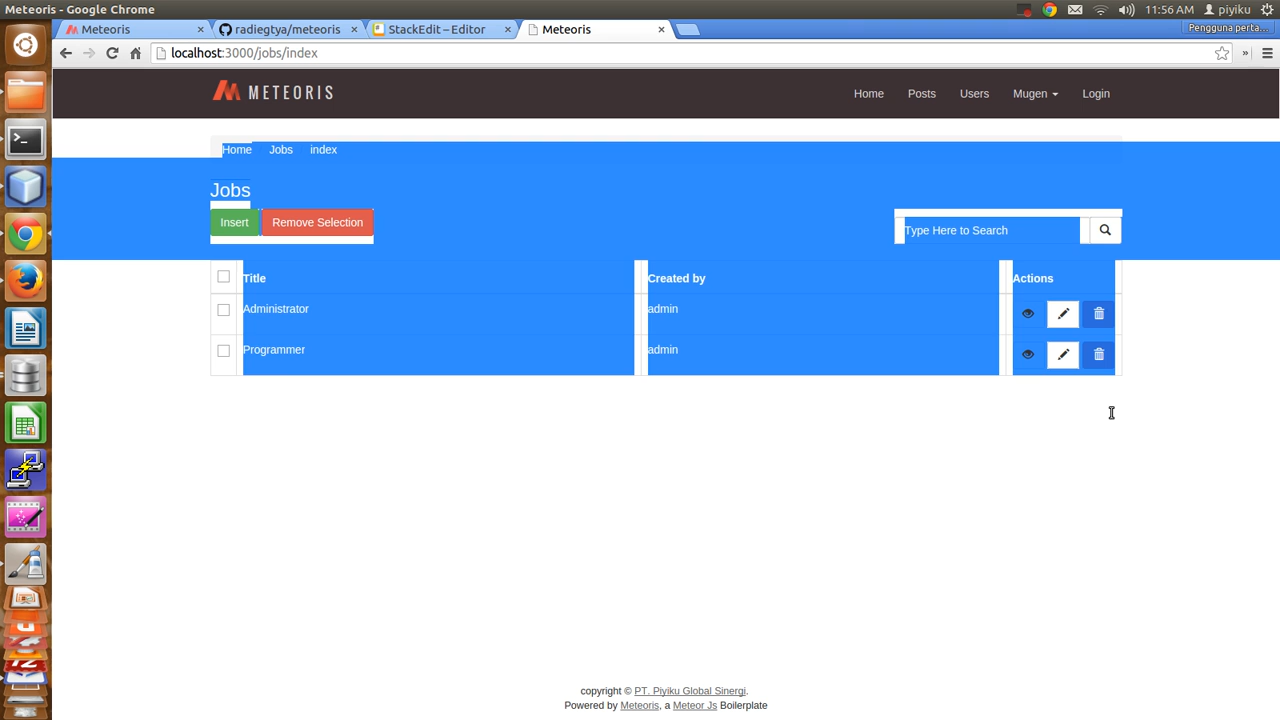 Meteoris - Google Chrome
11:56 AM
piyiku
Meteoris
radiegtya/meteoris
StackEdit – Editor
Meteoris
Pengguna perta...
localhost:3000/jobs/index
METEORIS
Home
Posts
Users
Mugen
Login
Home
Jobs
index
Jobs
Insert
Remove Selection
Type Here to Search
Title
Created by
Actions
Administrator
admin
Programmer
admin
copyright © PT. Piyiku Global Sinergi.
Powered by Meteoris, a Meteor Js Boilerplate